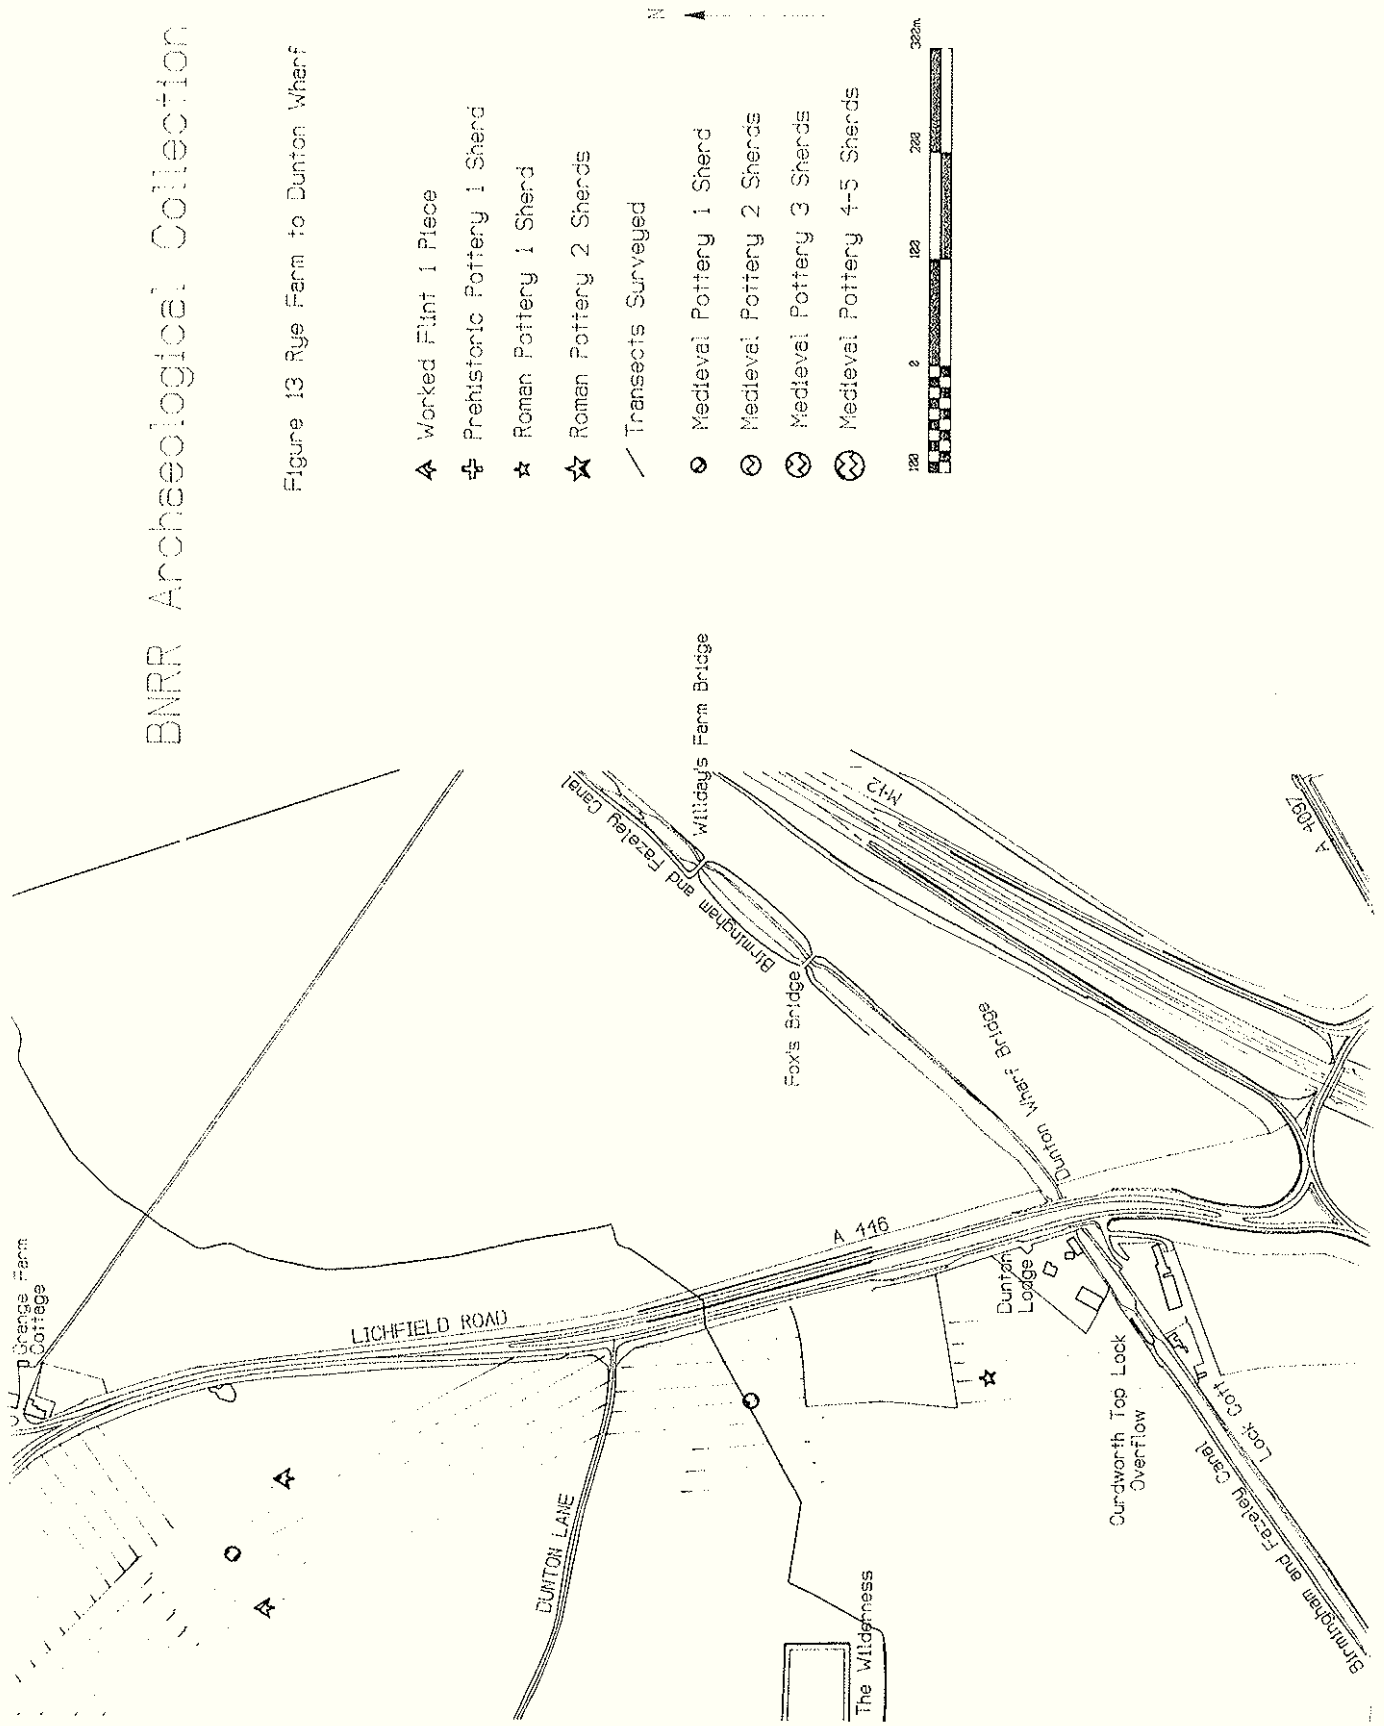 BNRR Archaeological Collection
Figure 13 Rye Farm to Dunton Wharf
Worked Flint 1 Piece
Prehistoric Pottery 1 Sherd
Roman Pottery 1 Sherd
Roman Pottery 2 Sherds
Transects Surveyed
Medieval Pottery 1 Sherd
Medieval Pottery 2 Sherds
Medieval Pottery 3 Sherds
Medieval Pottery 4-5 Sherds
N
100 0 100 200 300m
Grange Farm
Cottage
LICHFIELD ROAD
DUNTON LANE
A 446
The Wilderness
Birmingham and Fazeley Canal
Willday's Farm Bridge
Fox's Bridge
M42
A 4097
Dunton Wharf Bridge
Dunton
Lodge
Curdworth Top Lock
Overflow
Lock Cott
Birmingham and Fazeley Canal